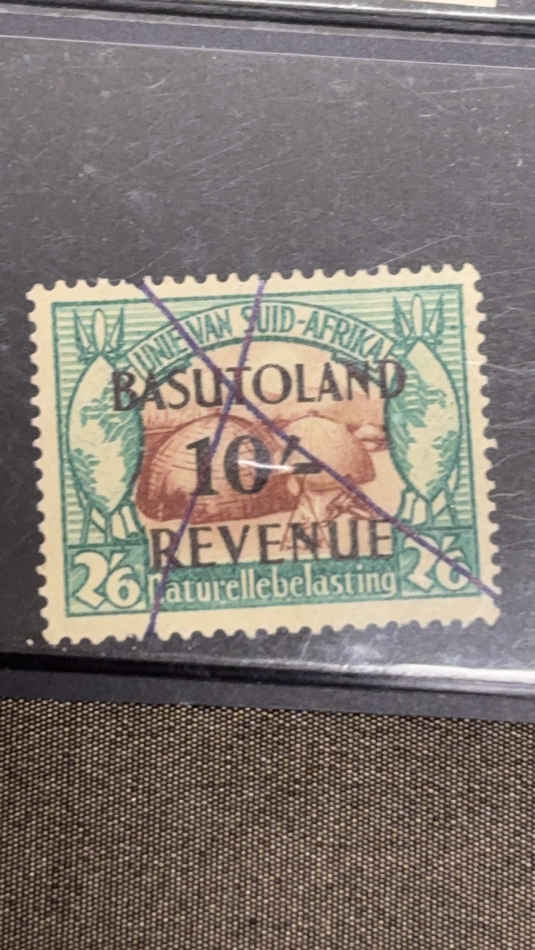 UNIE VAN SUID-AFRIKA
BASUTOLAND
10/-
REVENUE
2/6 naturellebelasting 2/6